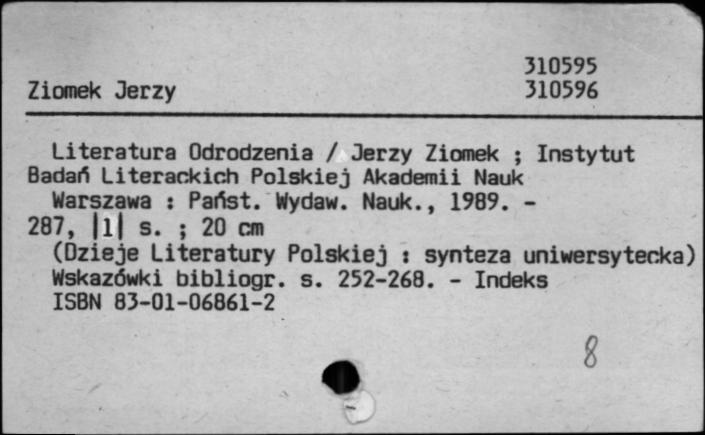 310595
Ziomek Jerzy 310596
Literatura Odrodzenia / Jerzy Ziomek ; Instytut
Badań Literackich Polskiej Akademii Nauk
Warszawa : Państ. Wydaw. Nauk., 1989. -
287, |1| s. ; 20 cm
(Dzieje Literatury Polskiej : synteza uniwersytecka)
Wskazówki bibliogr. s. 252-268. - Indeks
ISBN 83-01-06861-2
8